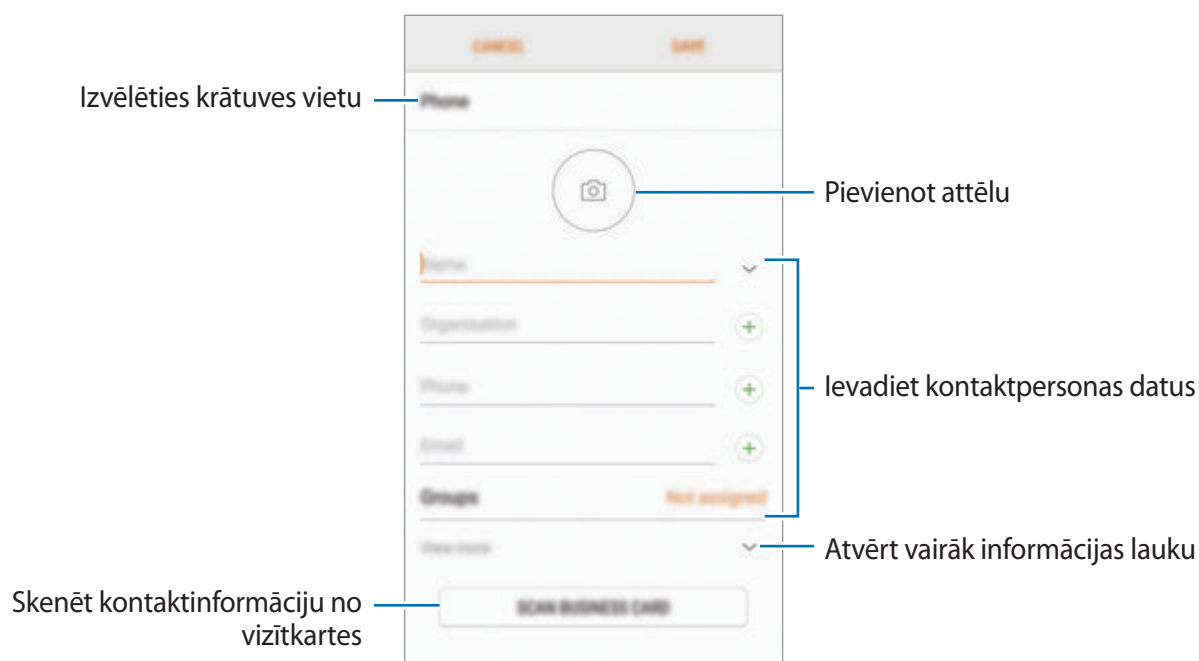 CANCEL SAVE
Izvēlēties krātuves vietu
Phone
Pievienot attēlu
Name
Organisation
Phone
Ievadiet kontaktpersonas datus
Email
Groups Not assigned
View more
Atvērt vairāk informācijas lauku
Skenēt kontaktinformāciju no
vizītkartes
SCAN BUSINESS CARD